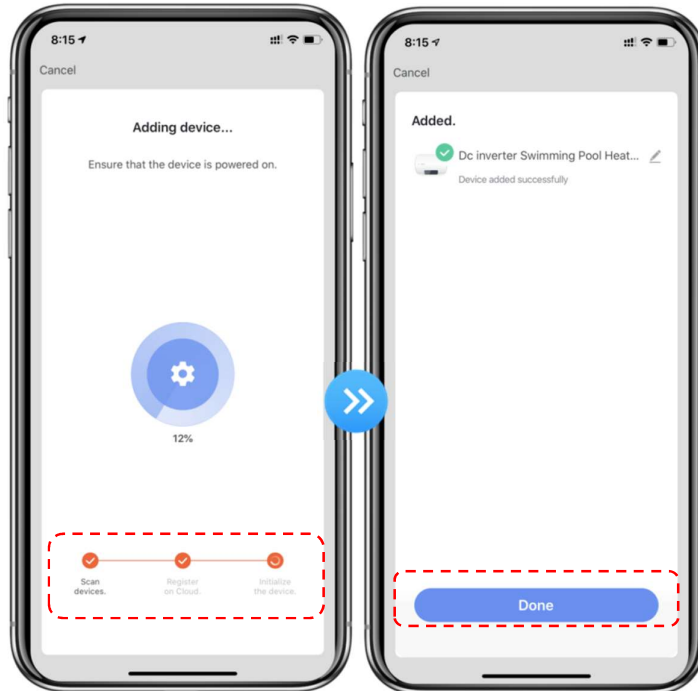 8:15
Cancel
Adding device...
Ensure that the device is powered on.
12%
Scan
devices.
Register
on Cloud.
Initialize
the device.
8:15
Cancel
Added.
Dc inverter Swimming Pool Heat...
Device added successfully
Done